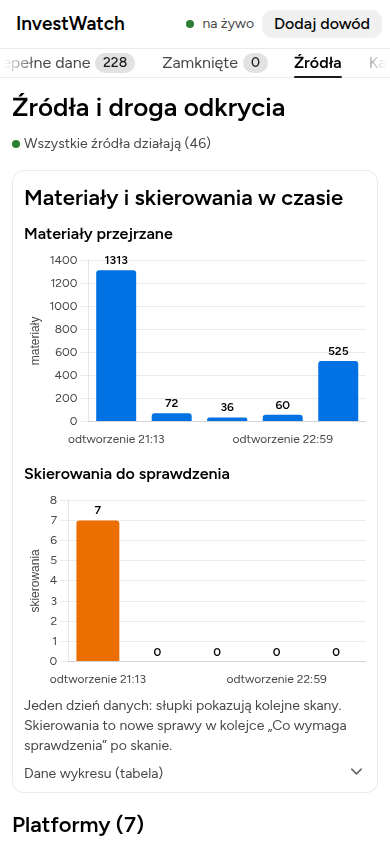 InvestWatch
na żywo
Dodaj dowód
epełne dane 228
Zamknięte 0
Źródła
Ka
Źródła i droga odkrycia
Wszystkie źródła działają (46)
Materiały i skierowania w czasie
Materiały przejrzane
materiały
1400
1200
1000
800
600
400
200
0
1313
72
36
60
525
odtworzenie 21:13
odtworzenie 22:59
Skierowania do sprawdzenia
skierowania
8
7
6
5
4
3
2
1
0
7
0
0
0
0
odtworzenie 21:13
odtworzenie 22:59
Jeden dzień danych: słupki pokazują kolejne skany.
Skierowania to nowe sprawy w kolejce „Co wymaga
sprawdzenia” po skanie.
Dane wykresu (tabela)
Platformy (7)